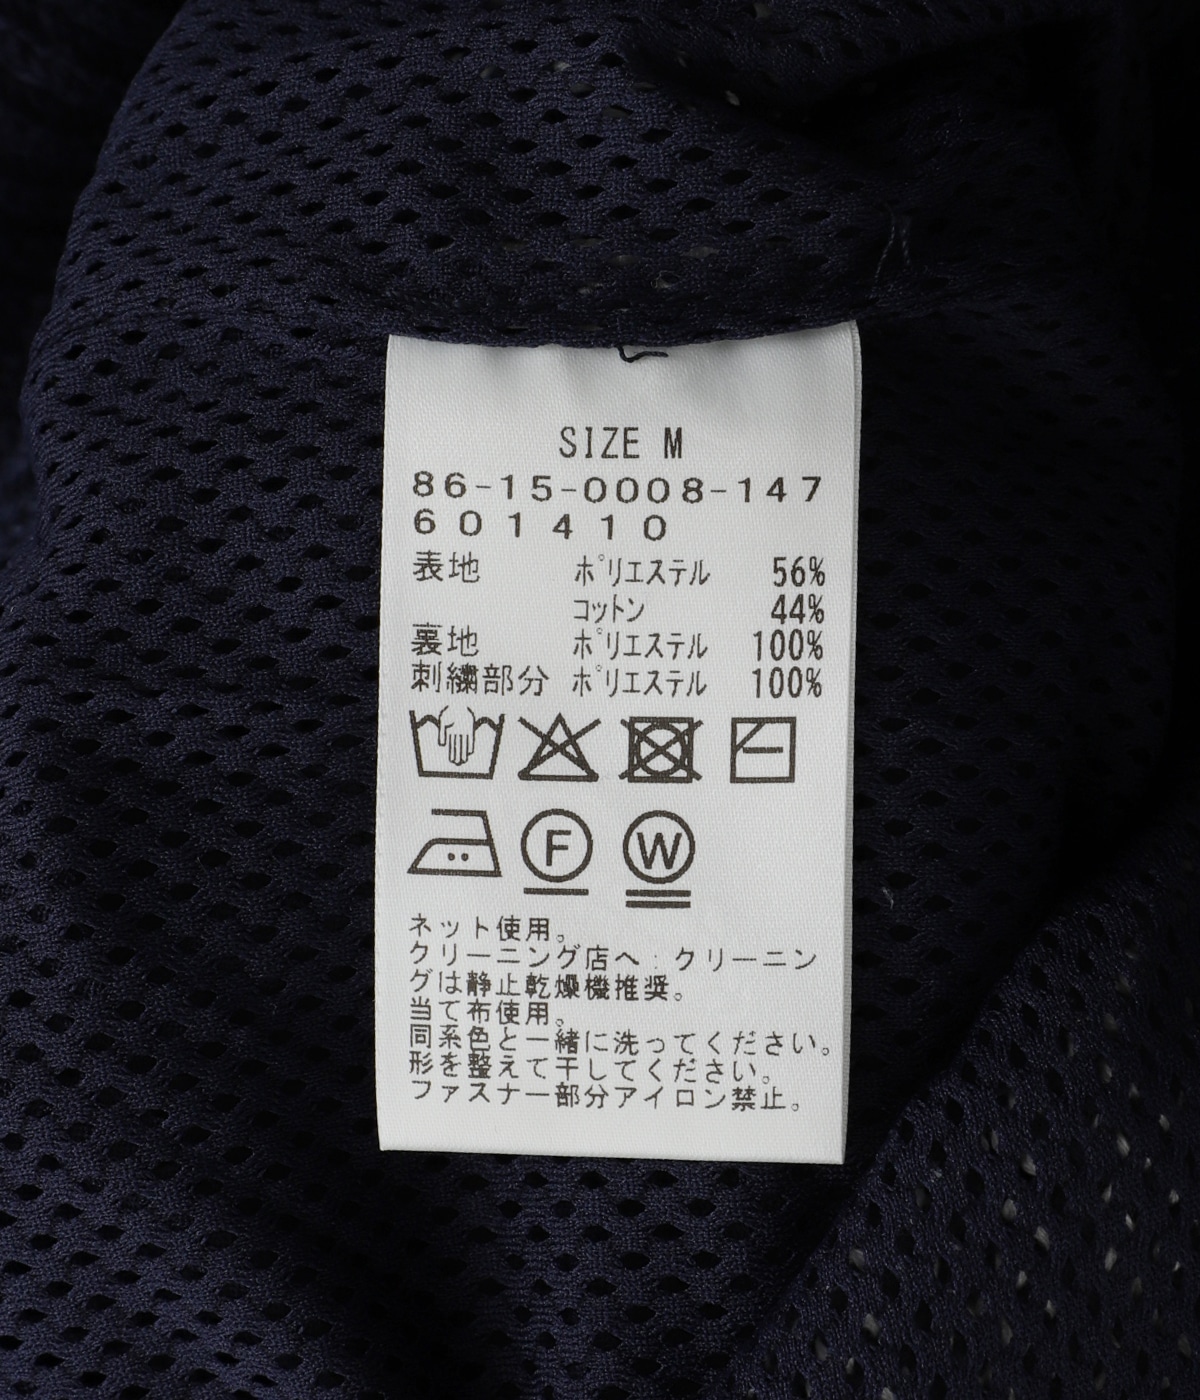 SIZE M
86-15-0008-147
601410
表地 ポリエステル 56%
コットン 44%
裏地 ポリエステル 100%
刺繍部分 ポリエステル 100%
F W
ネット使用。
クリーニング店へ:クリーニン
グは静止乾燥機推奨。
当て布使用。
同系色と一緒に洗ってください。
形を整えて干してください。
ファスナー部分アイロン禁止。